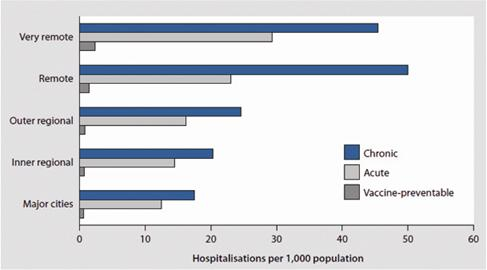 Very remote
Remote
Outer regional
Inner regional
Major cities
Chronic
Acute
Vaccine-preventable
0 10 20 30 40 50 60
Hospitalisations per 1,000 population